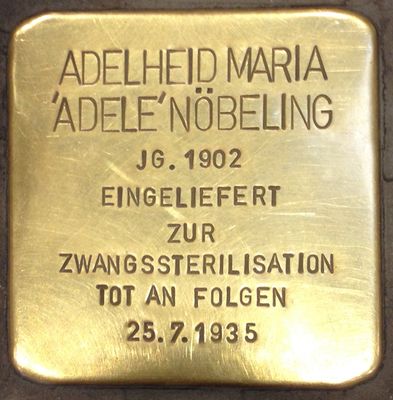 ADELHEID MARIA
'ADELE' NÖBELING
JG. 1902
EINGELIEFERT
ZUR
ZWANGSSTERILISATION
TOT AN FOLGEN
25.7.1935